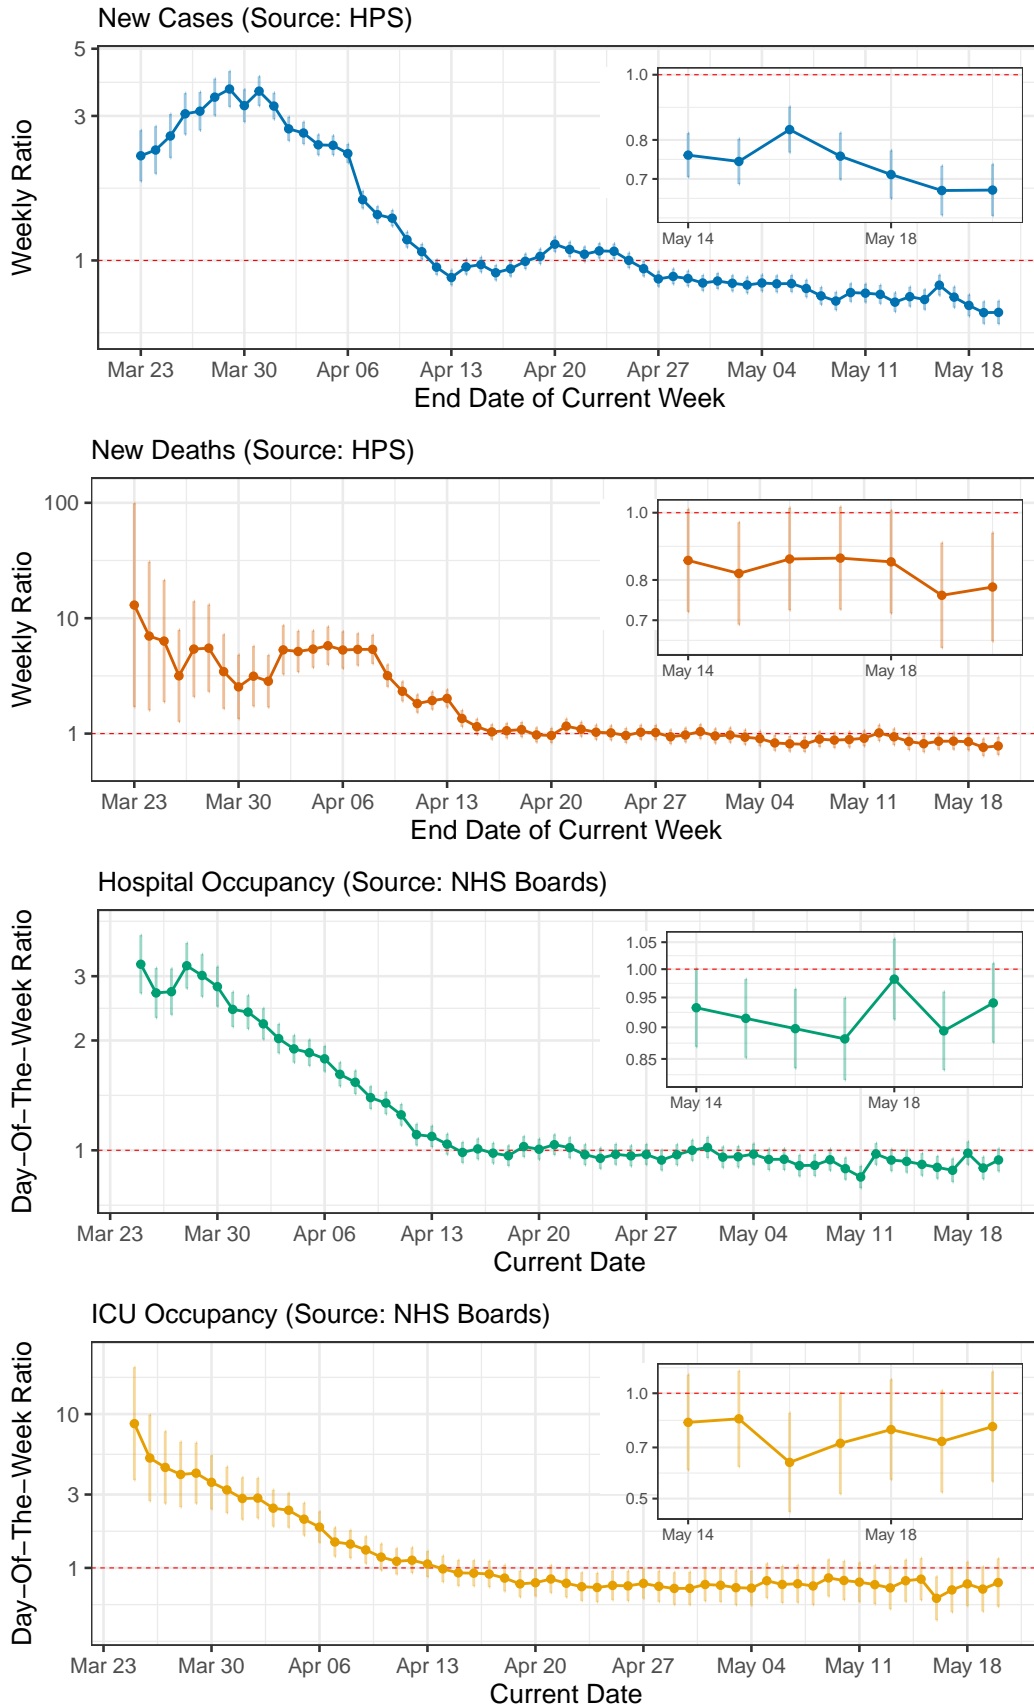 New Cases (Source: HPS)
Weekly Ratio
5
3
1
1.0
0.8
0.7
May 14
May 18
Mar 23
Mar 30
Apr 06
Apr 13
Apr 20
Apr 27
May 04
May 11
May 18
End Date of Current Week
New Deaths (Source: HPS)
Weekly Ratio
100
10
1
1.0
0.8
0.7
May 14
May 18
Mar 23
Mar 30
Apr 06
Apr 13
Apr 20
Apr 27
May 04
May 11
May 18
End Date of Current Week
Hospital Occupancy (Source: NHS Boards)
Day−Of−The−Week Ratio
3
2
1
1.05
1.00
0.95
0.90
0.85
May 14
May 18
Mar 23
Mar 30
Apr 06
Apr 13
Apr 20
Apr 27
May 04
May 11
May 18
Current Date
ICU Occupancy (Source: NHS Boards)
Day−Of−The−Week Ratio
10
3
1
1.0
0.7
0.5
May 14
May 18
Mar 23
Mar 30
Apr 06
Apr 13
Apr 20
Apr 27
May 04
May 11
May 18
Current Date